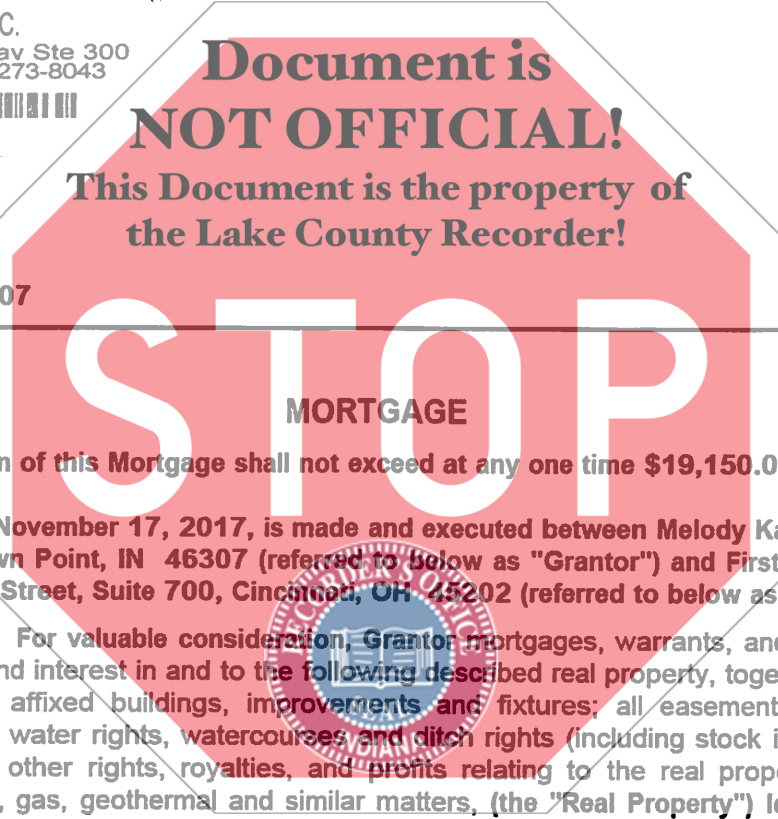 C.
av Ste 300
273-8043
Document is
NOT OFFICIAL!
This Document is the property of
the Lake County Recorder!
07
STOP
MORTGAGE
n of this Mortgage shall not exceed at any one time $19,150.0
November 17, 2017, is made and executed between Melody Ka
wn Point, IN 46307 (referred to below as "Grantor") and First
Street, Suite 700, Cincinnati, OH 45202 (referred to below as
For valuable consideration, Grantor mortgages, warrants, and
nd interest in and to the following described real property, toge
affixed buildings, improvements and fixtures; all easement
water rights, watercourses and ditch rights (including stock i
other rights, royalties, and profits relating to the real prope
, gas, geothermal and similar matters, (the "Real Property") lo
RECORDER'S OFFICE
SEAL
INDIANA